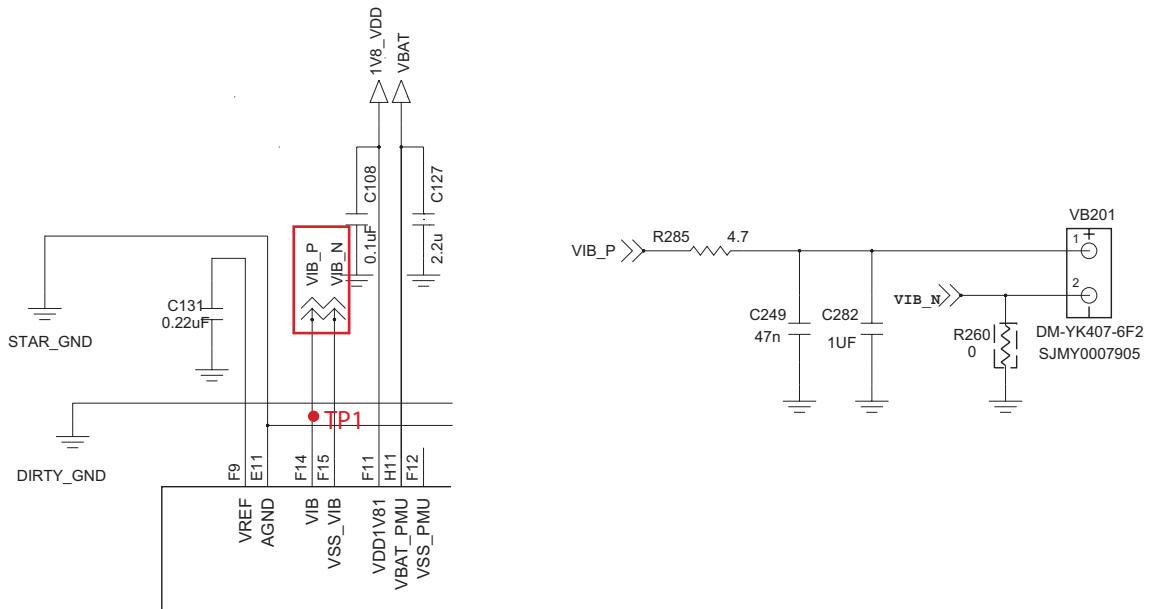 1V8_VDD
VBAT
C108
0.1uF
C127
2.2u
VIB_P
VIB_N
C131
0.22uF
STAR_GND
TP1
DIRTY_GND
F9
E11
F14
F15
F11
H11
F12
VREF
AGND
VIB
VSS_VIB
VDD1V81
VBAT_PMU
VSS_PMU
VB201
R285
4.7
1
+
VIB_P
2
VIB_N
C249
47n
C282
1UF
R260
0
DM-YK407-6F2
SJMY0007905